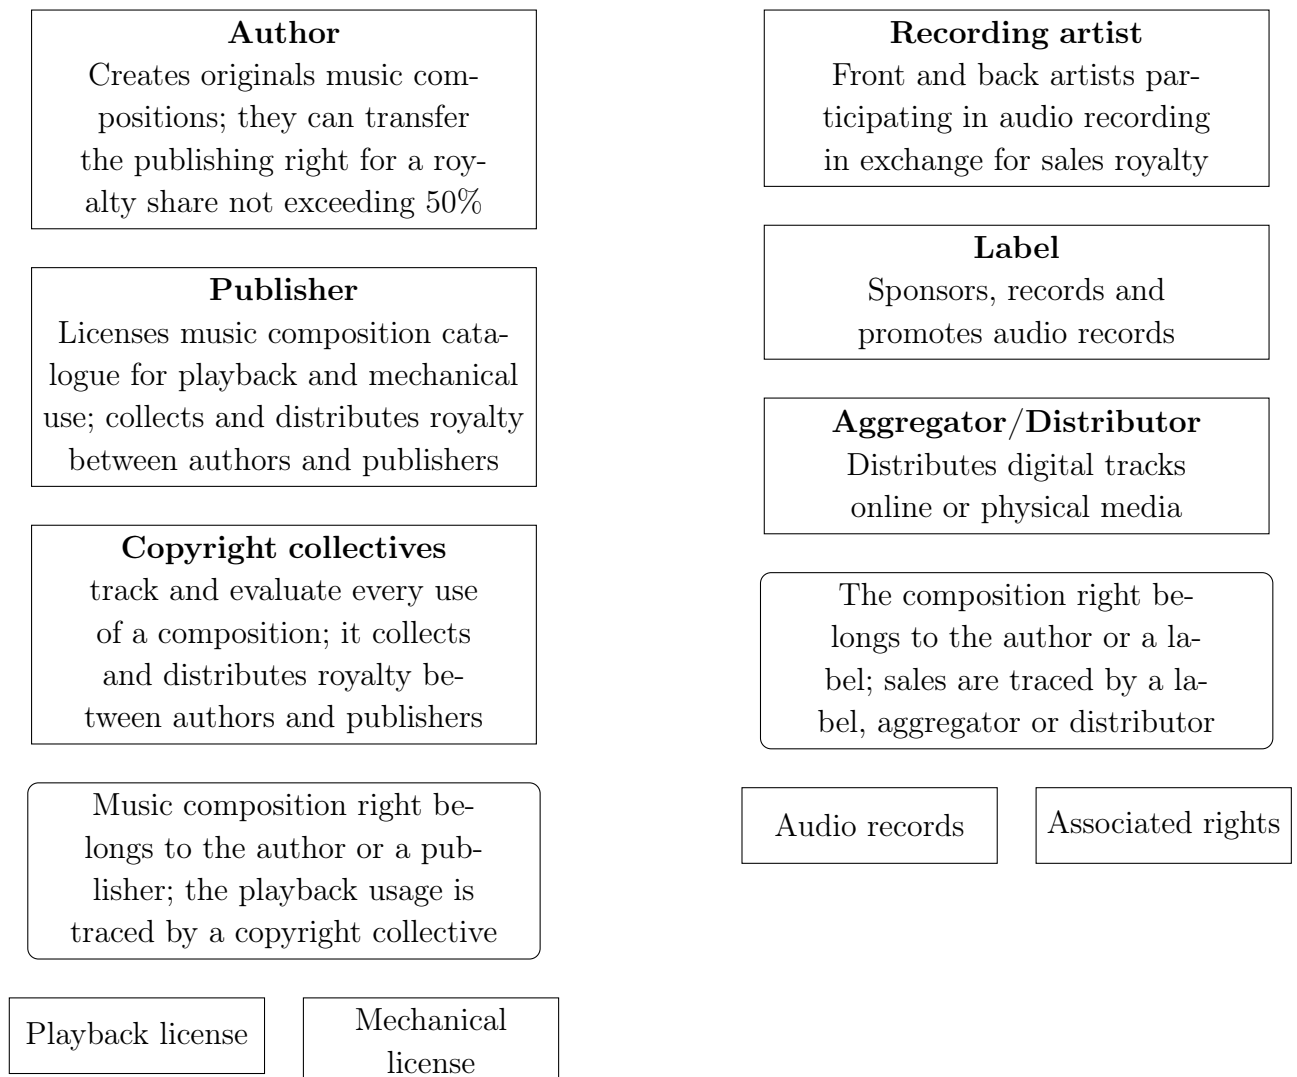 Author
Creates originals music com-
positions; they can transfer
the publishing right for a roy-
alty share not exceeding 50%
Publisher
Licenses music composition cata-
logue for playback and mechanical
use; collects and distributes royalty
between authors and publishers
Copyright collectives
track and evaluate every use
of a composition; it collects
and distributes royalty be-
tween authors and publishers
Music composition right be-
longs to the author or a pub-
lisher; the playback usage is
traced by a copyright collective
Playback license
Mechanical
license
Recording artist
Front and back artists par-
ticipating in audio recording
in exchange for sales royalty
Label
Sponsors, records and
promotes audio records
Aggregator/Distributor
Distributes digital tracks
online or physical media
The composition right be-
longs to the author or a la-
bel; sales are traced by a la-
bel, aggregator or distributor
Audio records
Associated rights